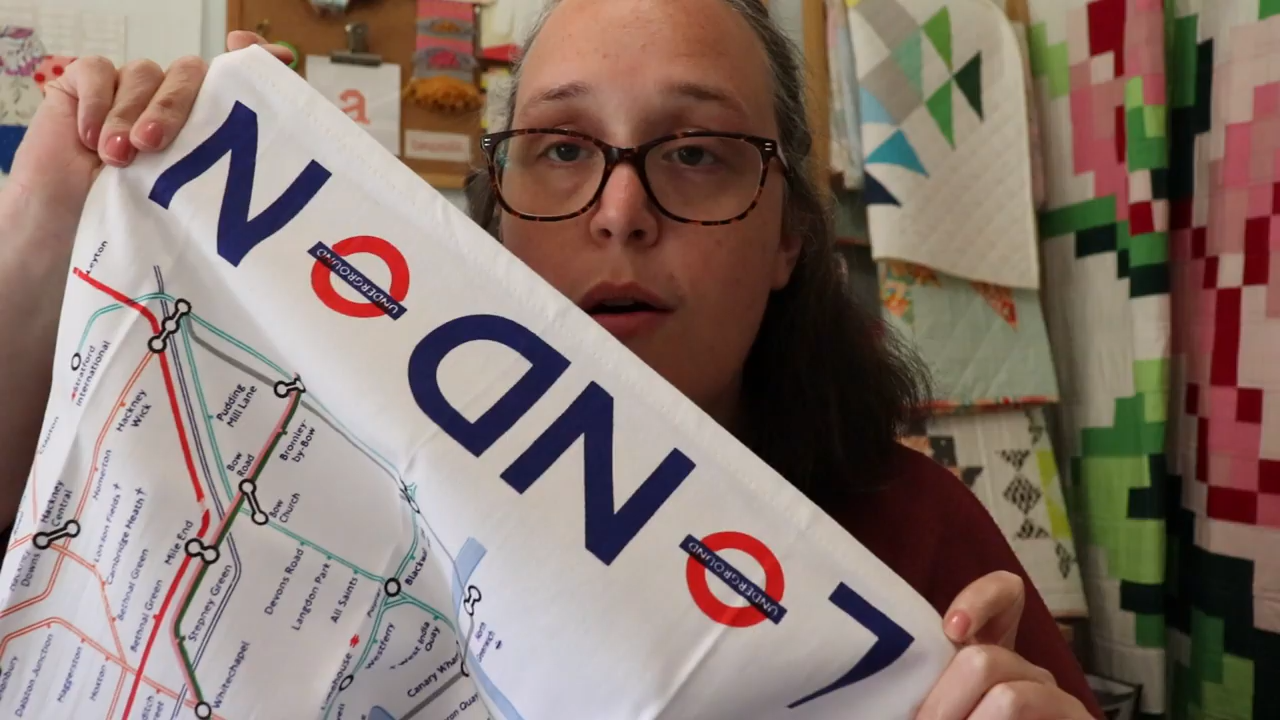 LONDON
UNDERGROUND
UNDERGROUND
a
Leyton
Stratford
International
Hackney
Wick
Pudding
Mill Lane
Bromley-
by-Bow
Bow
Road
Bow
Church
Homerton
Hackney
Central
London Fields
Cambridge Heath
Bethnal Green
Mile End
Bethnal Green
Stepney Green
Devons Road
Langdon Park
All Saints
Westferry
West India
Quay
Canary Wha
Whitechapel
Dalston Junction
Haggerston
Hoxton